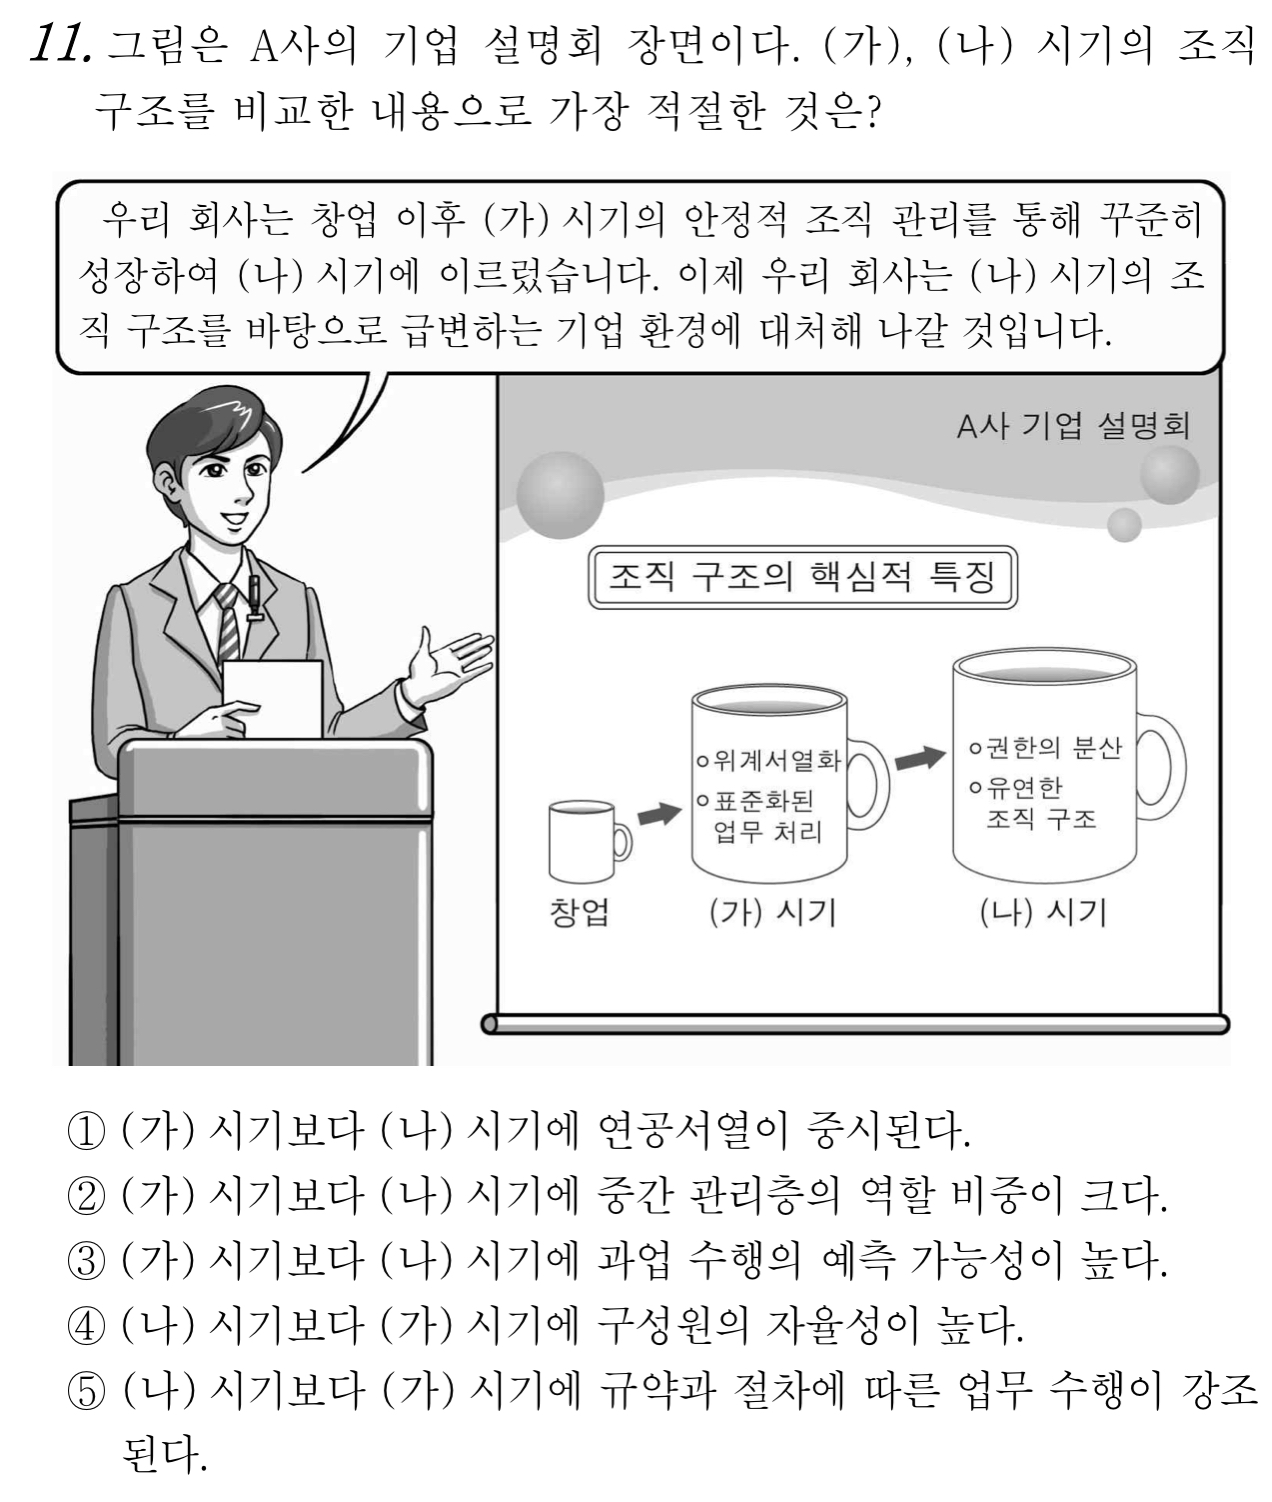 11. 그림은 A사의 기업 설명회 장면이다. (가), (나) 시기의 조직
구조를 비교한 내용으로 가장 적절한 것은?
우리 회사는 창업 이후 (가) 시기의 안정적 조직 관리를 통해 꾸준히
성장하여 (나) 시기에 이르렀습니다. 이제 우리 회사는 (나) 시기의 조
직 구조를 바탕으로 급변하는 기업 환경에 대처해 나갈 것입니다.
A사 기업 설명회
조직 구조의 핵심적 특징
○위계서열화
○표준화된
업무 처리
○권한의 분산
○유연한
조직 구조
창업
(가) 시기
(나) 시기
① (가) 시기보다 (나) 시기에 연공서열이 중시된다.
② (가) 시기보다 (나) 시기에 중간 관리층의 역할 비중이 크다.
③ (가) 시기보다 (나) 시기에 과업 수행의 예측 가능성이 높다.
④ (나) 시기보다 (가) 시기에 구성원의 자율성이 높다.
⑤ (나) 시기보다 (가) 시기에 규약과 절차에 따른 업무 수행이 강조
된다.